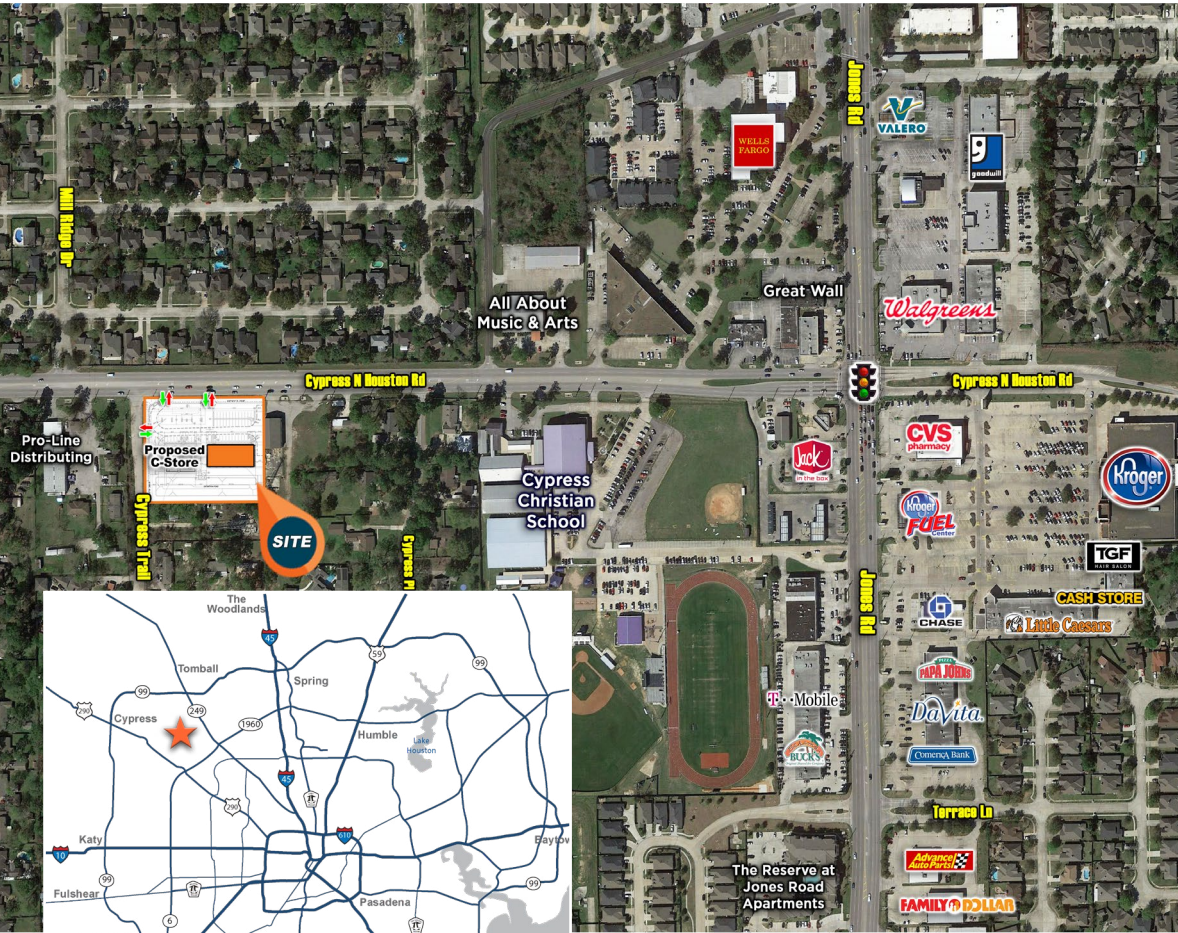 Jones Rd
VALERO
WELLS
FARGO
goodwill
Mill Ridge Dr
All About
Music & Arts
Great Wall
Walgreens
Cypress N Houston Rd
Cypress N Houston Rd
Pro-Line
Distributing
Proposed
C-Store
SITE
Cypress Trail
Cypress
Christian
School
Jack
in the box
CVS
pharmacy
Kroger
Kroger
FUEL
Center
TGF
HAIR SALON
CASH STORE
CHASE
Little Caesars
Jones Rd
PIZZA
PAPA JOHNS
T Mobile
DaVita
BUCK'S
Comerica Bank
Terrace Ln
Advance
Auto Parts
FAMILY DOLLAR
The Reserve at
Jones Road
Apartments
The
Woodlands
45
59
99
Tomball
Spring
99
249
290
Cypress
1960
Humble
Lake
Houston
45
290
610
Katy
10
Baytow
99
99
Fulshear
Pasadena
6